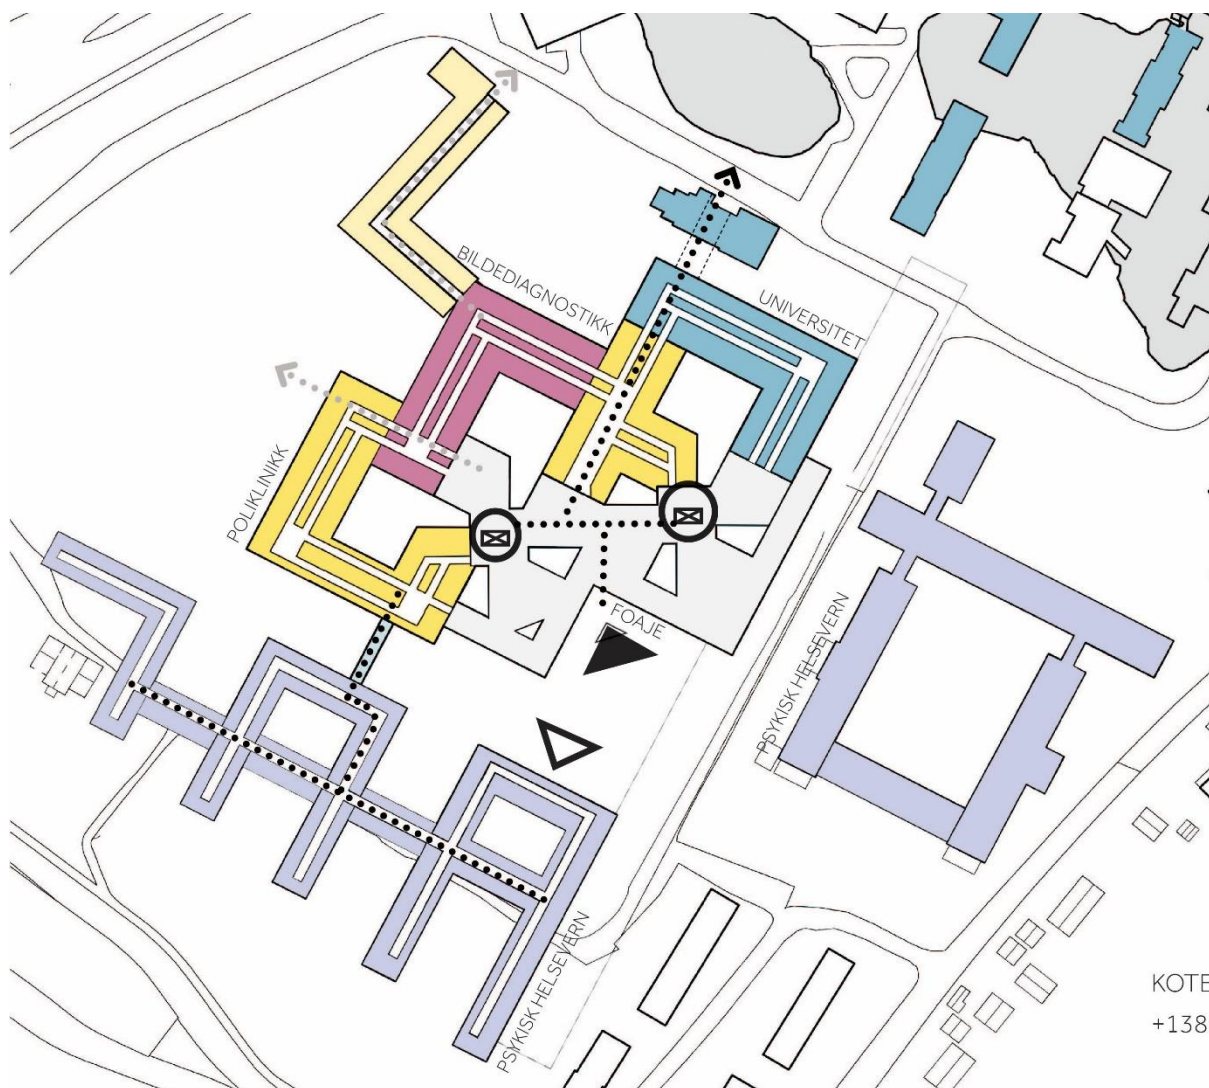 BILDEDIAGNOSTIKK
UNIVERSITET
POLIKLINIKK
FOAJE
PSYKISK HELSEVERN
PSYKISK HELSEVERN
KOTE
+138